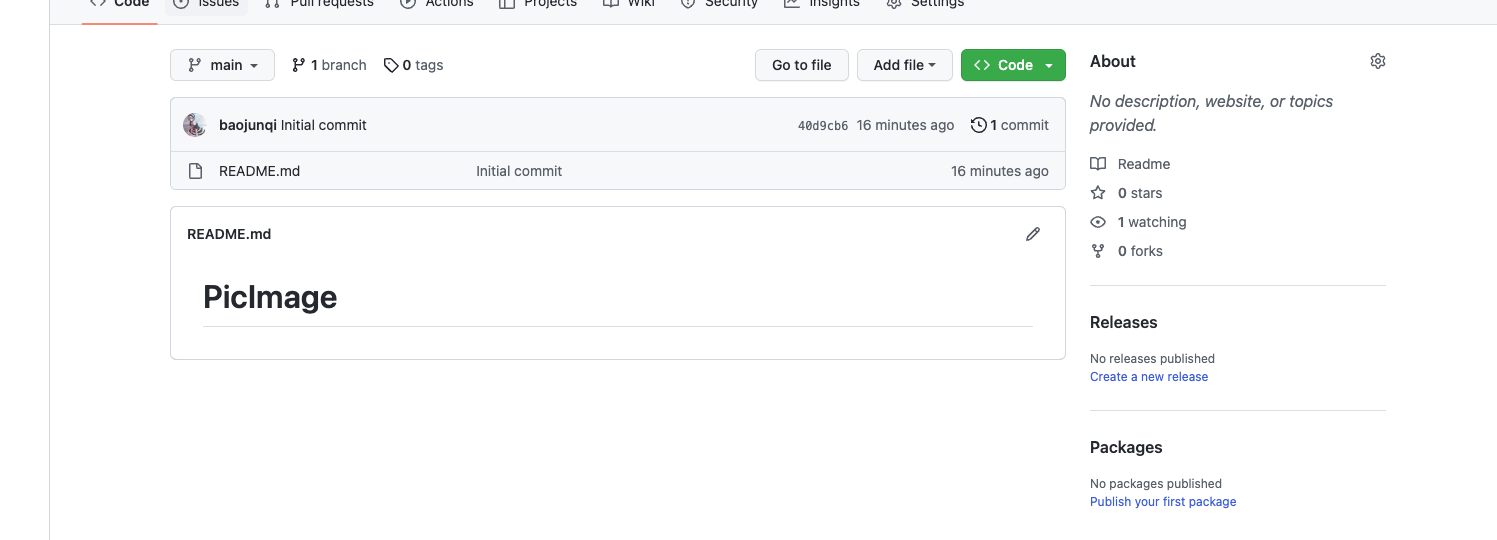 Code Issues Pull requests Actions Projects Wiki Security Insights Settings
main 1 branch 0 tags Go to file Add file Code
baojunqi Initial commit 40d9cb6 16 minutes ago 1 commit
README.md Initial commit 16 minutes ago
README.md
PicImage
About
No description, website, or topics
provided.
Readme
0 stars
1 watching
0 forks
Releases
No releases published
Create a new release
Packages
No packages published
Publish your first package